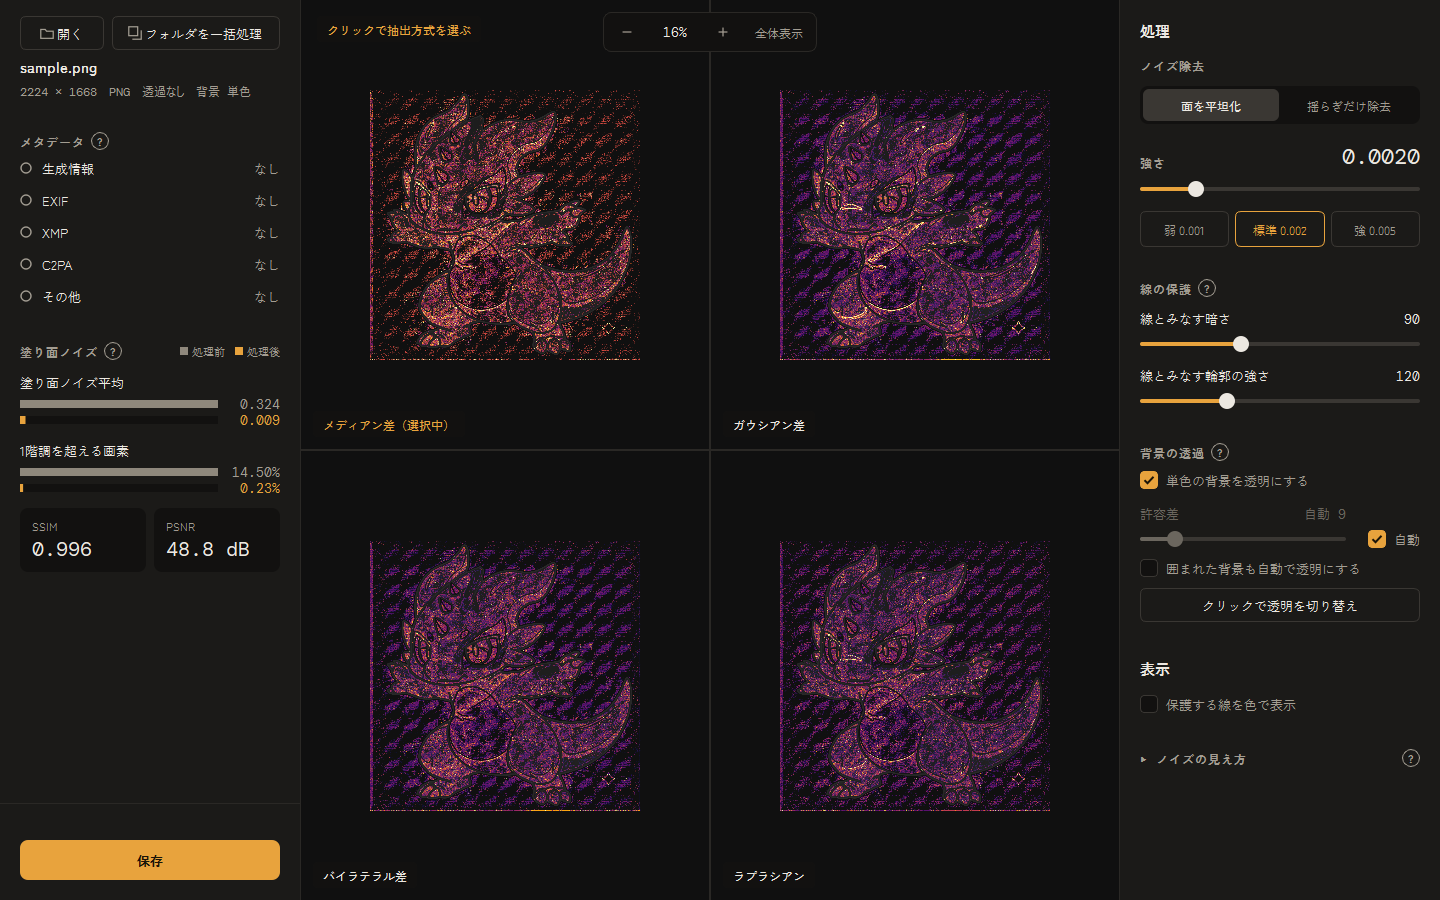 開く
フォルダを一括処理
sample.png
2224 × 1668 PNG 透過なし 背景 単色
メタデータ ?
生成情報 なし
EXIF なし
XMP なし
C2PA なし
その他 なし
塗り面ノイズ ? 処理前 処理後
塗り面ノイズ平均
0.324
0.009
1階調を超える画素
14.50%
0.23%
SSIM
0.996
PSNR
48.8 dB
保存
クリックで抽出方式を選ぶ
− 16% + 全体表示
メディアン差（選択中）
ガウシアン差
バイラテラル差
ラプラシアン
処理
ノイズ除去
面を平坦化 揺らぎだけ除去
強さ 0.0020
弱 0.001 標準 0.002 強 0.005
線の保護 ?
線とみなす暗さ 90
線とみなす輪郭の強さ 120
背景の透過 ?
単色の背景を透明にする
許容差 自動 9
自動
囲まれた背景も自動で透明にする
クリックで透明を切り替え
表示
保護する線を色で表示
ノイズの見え方 ?